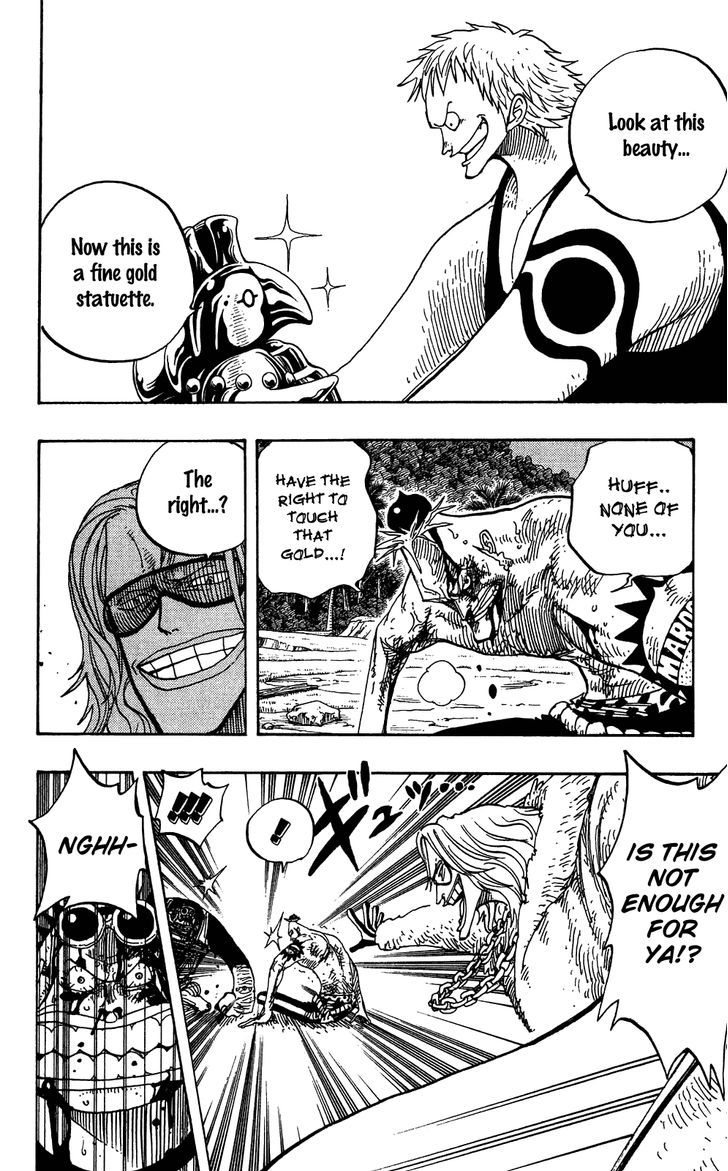 Look at this
beauty...
Now this is
a fine gold
statuette.
HUFF..
NONE OF
YOU...
HAVE THE
RIGHT TO
TOUCH
THAT
GOLD...!
MARO
The
right...?
IS THIS
NOT
ENOUGH
FOR
YA!?
!
!!!
NGHH-